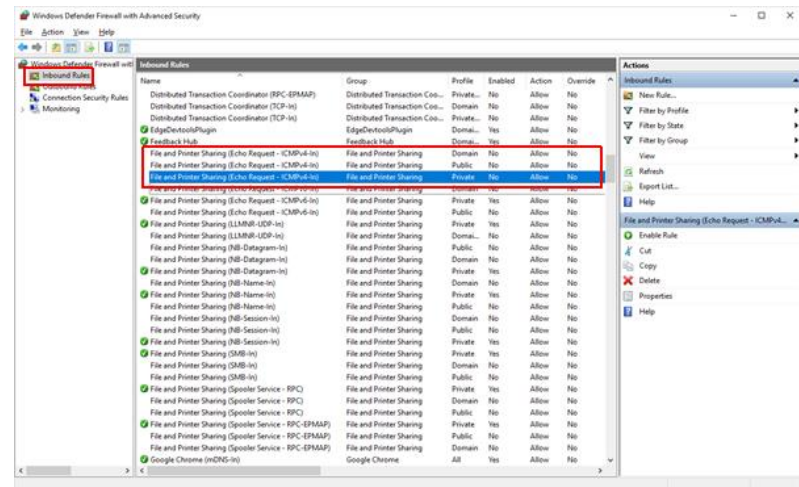 Windows Defender Firewall with Advanced Security
File Action View Help
Windows Defender Firewall with
Inbound Rules
Outbound Rules
Connection Security Rules
Monitoring
Inbound Rules
Name Group Profile Enabled Action Override
Distributed Transaction Coordinator (RPC-EPMAP) Distributed Transaction Coo... Private... No Allow No
Distributed Transaction Coordinator (TCP-In) Distributed Transaction Coo... Domain No Allow No
Distributed Transaction Coordinator (TCP-In) Distributed Transaction Coo... Private... No Allow No
EdgeDevtoolsPlugin EdgeDevtoolsPlugin Domai... Yes Allow No
Feedback Hub Feedback Hub Domai... Yes Allow No
File and Printer Sharing (Echo Request - ICMPv4-In) File and Printer Sharing Domain No Allow No
File and Printer Sharing (Echo Request - ICMPv4-In) File and Printer Sharing Public No Allow No
File and Printer Sharing (Echo Request - ICMPv4-In) File and Printer Sharing Private No Allow No
File and Printer Sharing (Echo Request - ICMPv6-In) File and Printer Sharing Domain No Allow No
File and Printer Sharing (Echo Request - ICMPv6-In) File and Printer Sharing Private Yes Allow No
File and Printer Sharing (Echo Request - ICMPv6-In) File and Printer Sharing Public No Allow No
File and Printer Sharing (LLMNR-UDP-In) File and Printer Sharing Private Yes Allow No
File and Printer Sharing (LLMNR-UDP-In) File and Printer Sharing Domai... No Allow No
File and Printer Sharing (NB-Datagram-In) File and Printer Sharing Public No Allow No
File and Printer Sharing (NB-Datagram-In) File and Printer Sharing Domain No Allow No
File and Printer Sharing (NB-Datagram-In) File and Printer Sharing Private Yes Allow No
File and Printer Sharing (NB-Name-In) File and Printer Sharing Domain No Allow No
File and Printer Sharing (NB-Name-In) File and Printer Sharing Private Yes Allow No
File and Printer Sharing (NB-Name-In) File and Printer Sharing Public No Allow No
File and Printer Sharing (NB-Session-In) File and Printer Sharing Domain No Allow No
File and Printer Sharing (NB-Session-In) File and Printer Sharing Public No Allow No
File and Printer Sharing (NB-Session-In) File and Printer Sharing Private Yes Allow No
File and Printer Sharing (SMB-In) File and Printer Sharing Private Yes Allow No
File and Printer Sharing (SMB-In) File and Printer Sharing Domain No Allow No
File and Printer Sharing (SMB-In) File and Printer Sharing Public No Allow No
File and Printer Sharing (Spooler Service - RPC) File and Printer Sharing Private Yes Allow No
File and Printer Sharing (Spooler Service - RPC) File and Printer Sharing Domain No Allow No
File and Printer Sharing (Spooler Service - RPC) File and Printer Sharing Public No Allow No
File and Printer Sharing (Spooler Service - RPC-EPMAP) File and Printer Sharing Private Yes Allow No
File and Printer Sharing (Spooler Service - RPC-EPMAP) File and Printer Sharing Public No Allow No
File and Printer Sharing (Spooler Service - RPC-EPMAP) File and Printer Sharing Domain No Allow No
Google Chrome (mDNS-In) Google Chrome All Yes Allow No
Actions
Inbound Rules
New Rule...
Filter by Profile
Filter by State
Filter by Group
View
Refresh
Export List...
Help
File and Printer Sharing (Echo Request - ICMPv4...
Enable Rule
Cut
Copy
Delete
Properties
Help